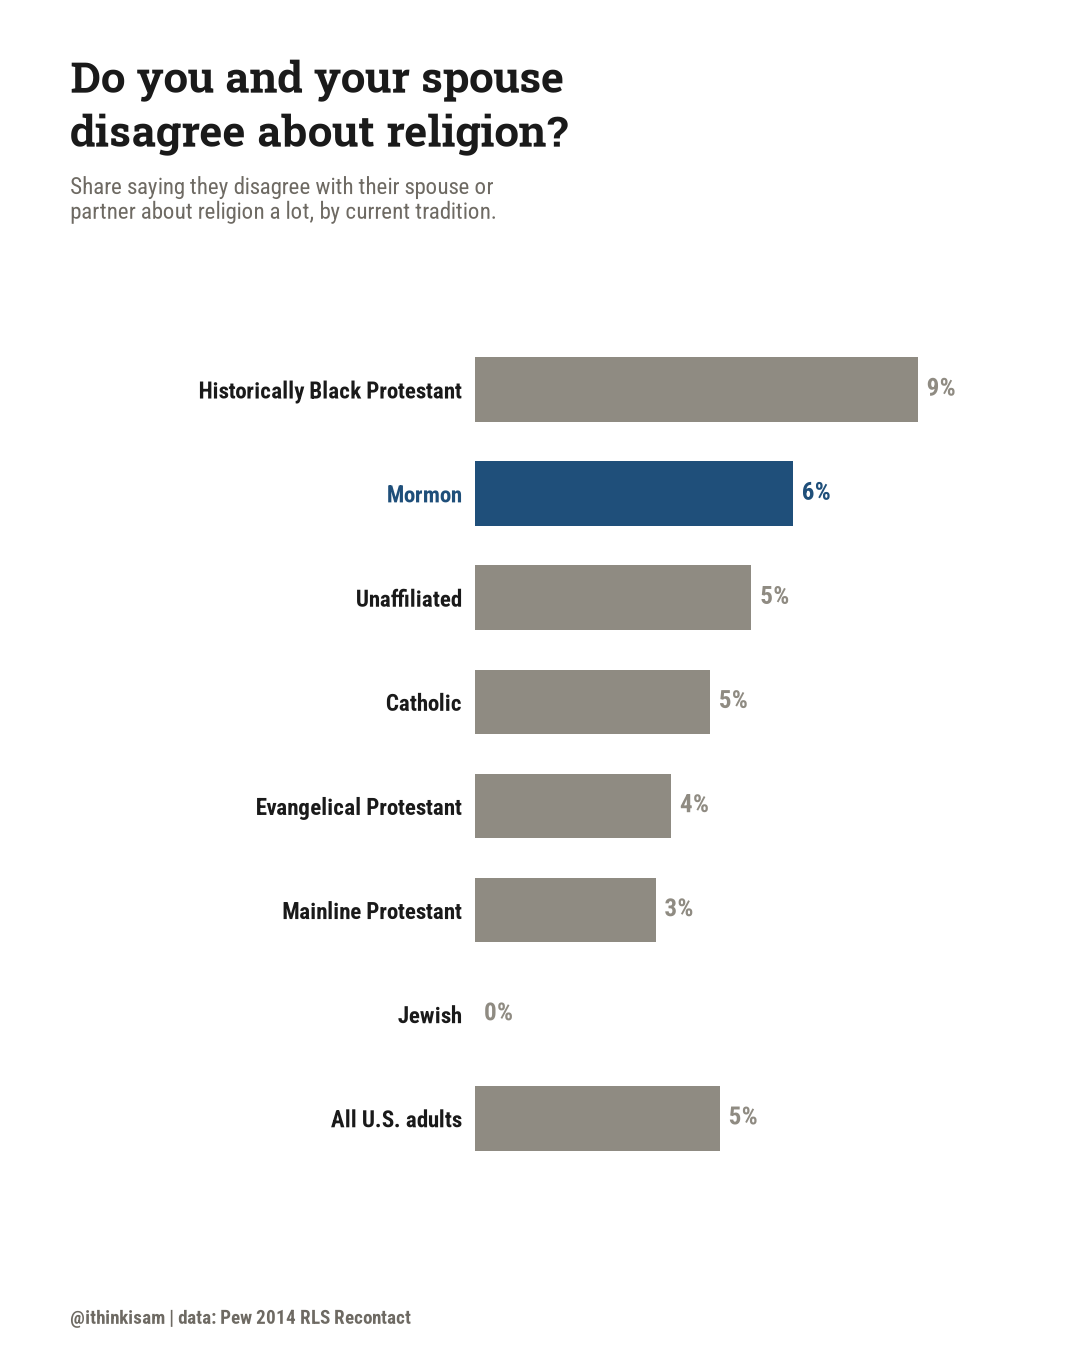 Do you and your spouse
disagree about religion?
Share saying they disagree with their spouse or
partner about religion a lot, by current tradition.
Historically Black Protestant 9%
Mormon 6%
Unaffiliated 5%
Catholic 5%
Evangelical Protestant 4%
Mainline Protestant 3%
Jewish 0%
All U.S. adults 5%
@ithinkisam | data: Pew 2014 RLS Recontact